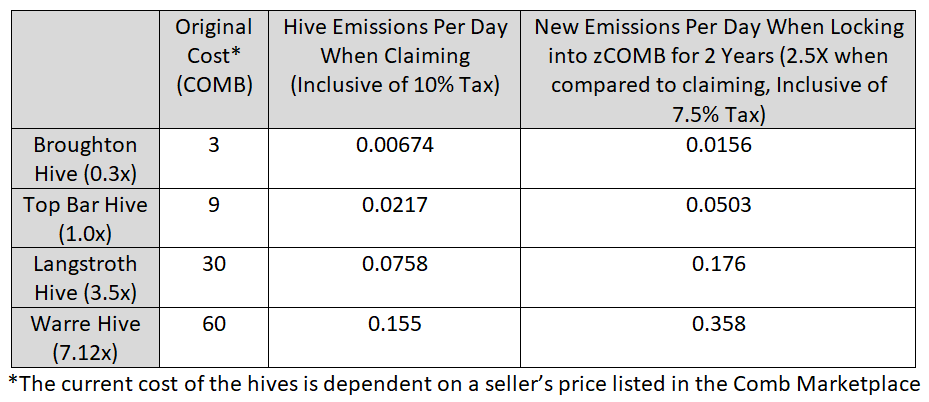 Original
Cost*
(COMB)
Hive Emissions Per Day
When Claiming
(Inclusive of 10% Tax)
New Emissions Per Day When Locking
into zCOMB for 2 Years (2.5X when
compared to claiming, Inclusive of
7.5% Tax)
Broughton
Hive (0.3x)
3
0.00674
0.0156
Top Bar Hive
(1.0x)
9
0.0217
0.0503
Langstroth
Hive (3.5x)
30
0.0758
0.176
Warre Hive
(7.12x)
60
0.155
0.358
*The current cost of the hives is dependent on a seller's price listed in the Comb Marketplace